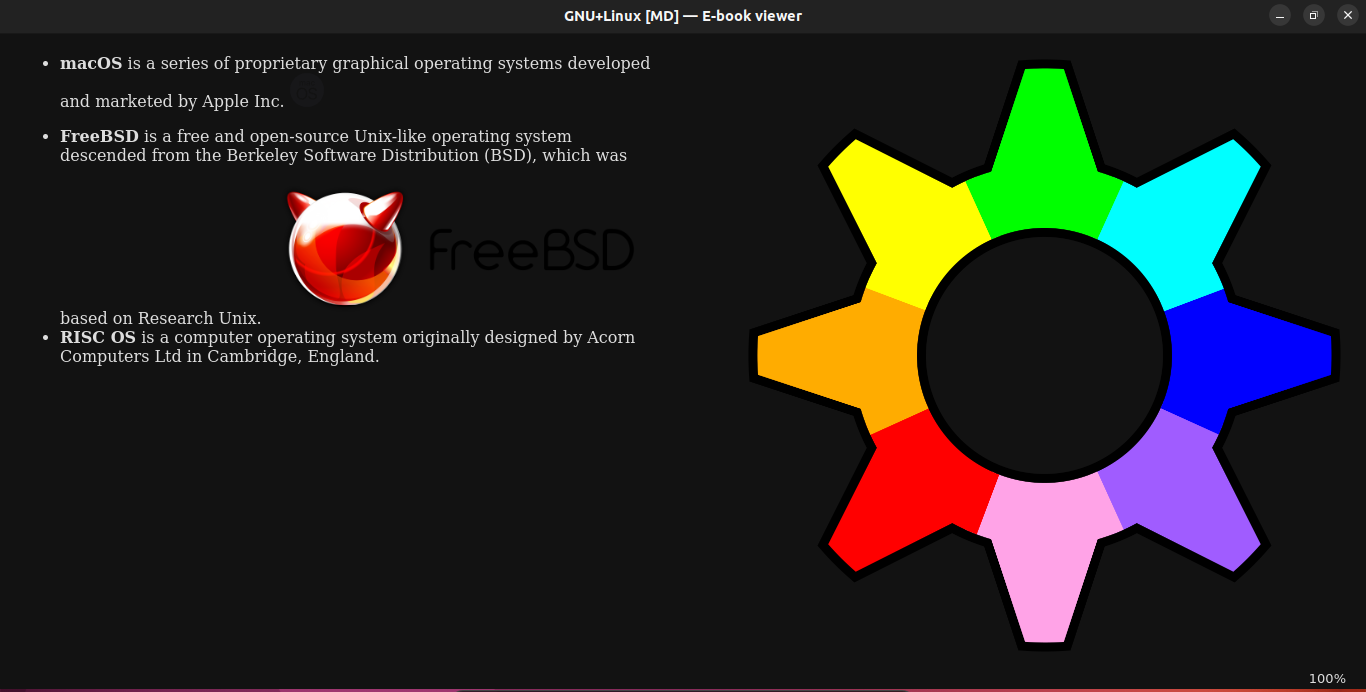 GNU+Linux [MD] — E-book viewer
• macOS is a series of proprietary graphical operating systems developed
and marketed by Apple Inc.
• FreeBSD is a free and open-source Unix-like operating system
descended from the Berkeley Software Distribution (BSD), which was
FreeBSD
based on Research Unix.
• RISC OS is a computer operating system originally designed by Acorn
Computers Ltd in Cambridge, England.
100%